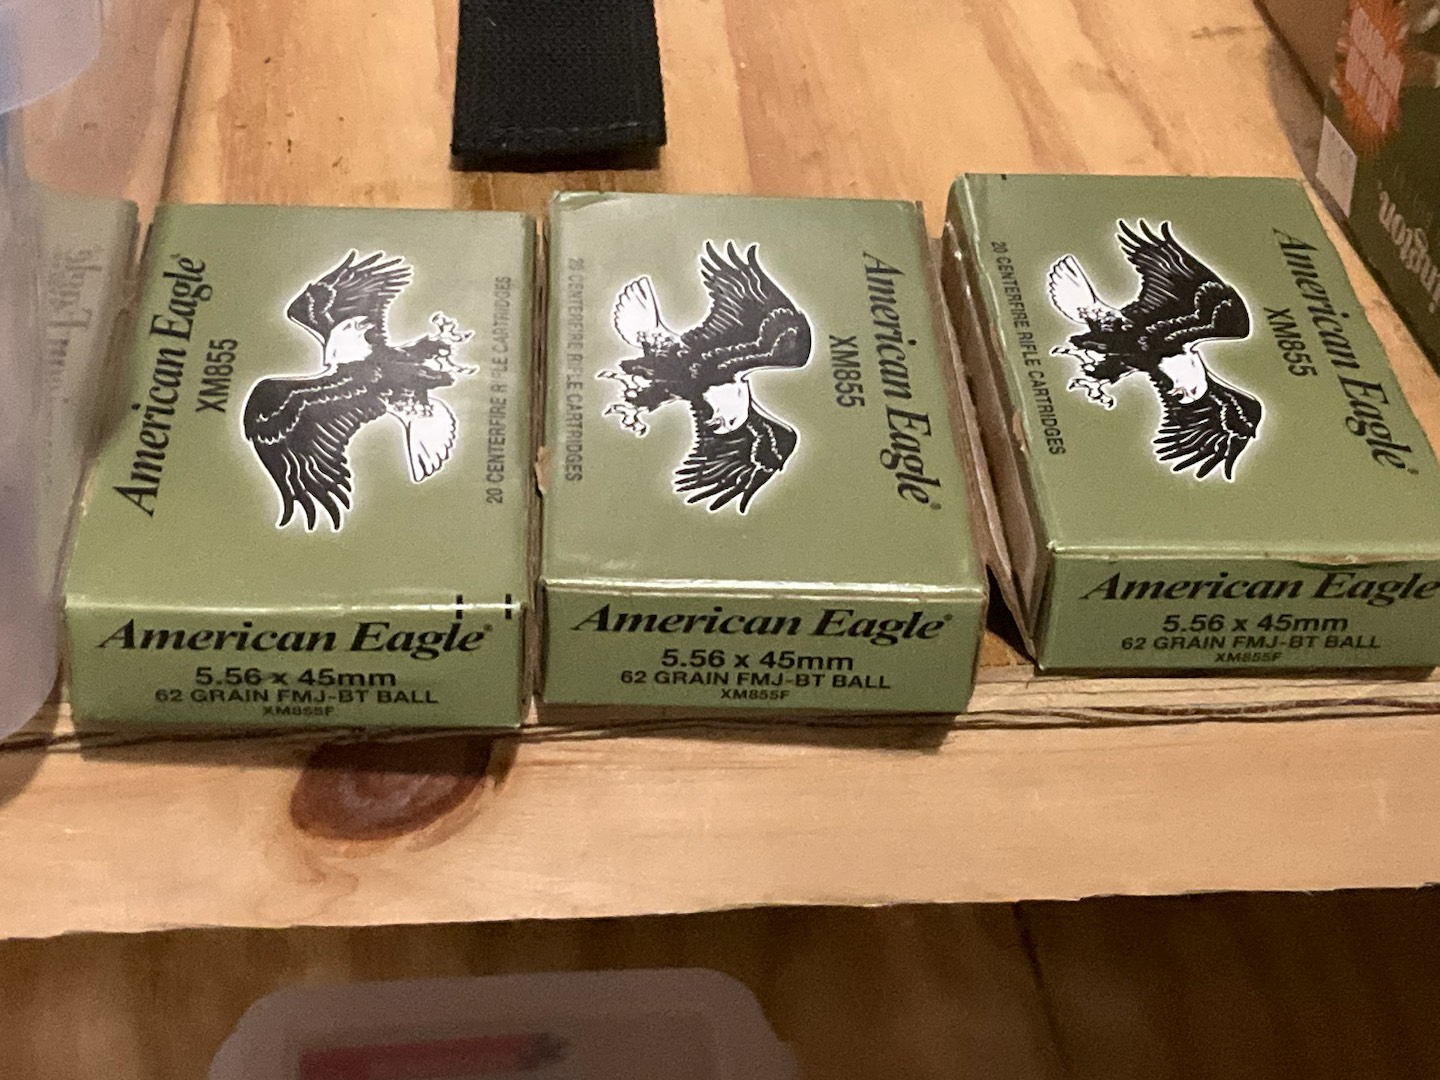 American Eagle®
XM855
20 CENTERFIRE RIFLE CARTRIDGES
American Eagle®
5.56 x 45mm
62 GRAIN FMJ-BT BALL
XM855F
American Eagle®
XM855
20 CENTERFIRE RIFLE CARTRIDGES
American Eagle®
5.56 x 45mm
62 GRAIN FMJ-BT BALL
XM855F
American Eagle®
XM855
20 CENTERFIRE RIFLE CARTRIDGES
American Eagle
5.56 x 45mm
62 GRAIN FMJ-BT BALL
XM855F